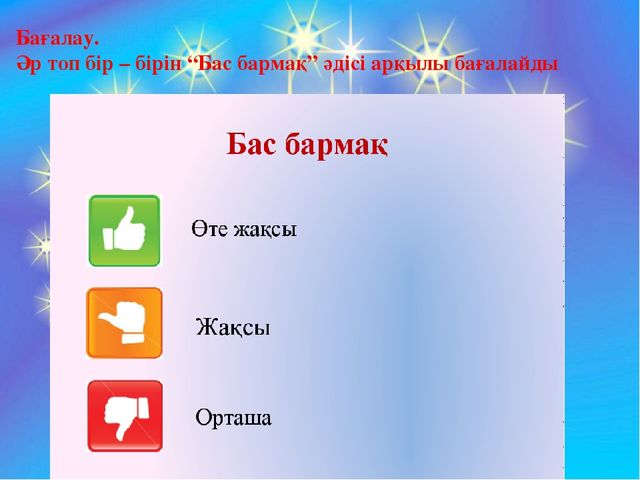 Бағалау.
Әр топ бір – бірін “Бас бармақ” әдісі арқылы бағалайды
Бас бармақ
Өте жақсы
Жақсы
Орташа